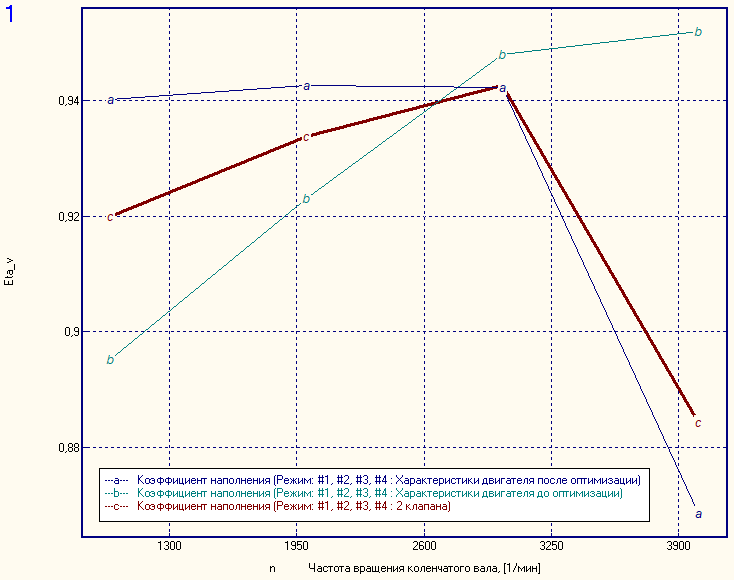 1
b
b
0,94
a
a
a
c
c
0,92
b
Eta_v
0,9
b
c
0,88
a
--a-- Коэффициент наполнения (Режим: #1, #2, #3, #4 : Характеристики двигателя после оптимизации)
--b-- Коэффициент наполнения (Режим: #1, #2, #3, #4 : Характеристики двигателя до оптимизации)
--c-- Коэффициент наполнения (Режим: #1, #2, #3, #4 : 2 клапана)
1300 1950 2600 3250 3900
n Частота вращения коленчатого вала, [1/мин]